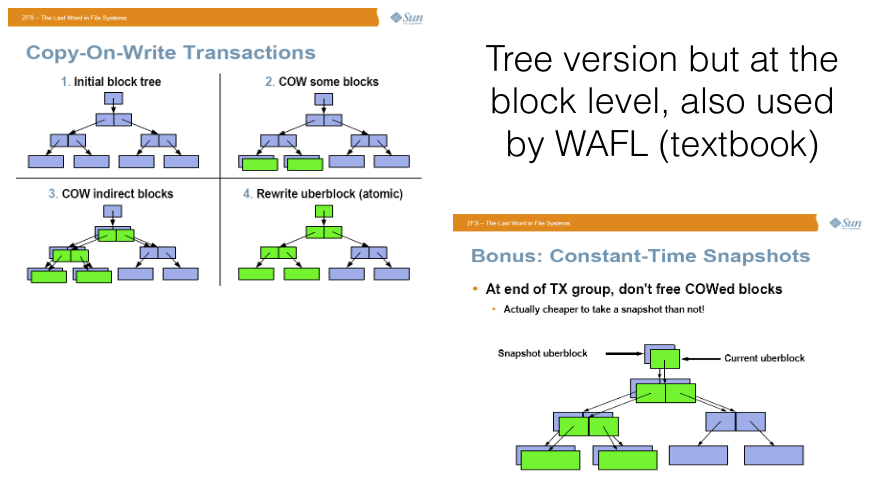 ZFS – The Last Word in File Systems
Sun
Copy-On-Write Transactions
1. Initial block tree
2. COW some blocks
3. COW indirect blocks
4. Rewrite uberblock (atomic)
Tree version but at the
block level, also used
by WAFL (textbook)
ZFS – The Last Word in File Systems
Sun
Bonus: Constant-Time Snapshots
• At end of TX group, don't free COWed blocks
• Actually cheaper to take a snapshot than not!
Snapshot uberblock
Current uberblock